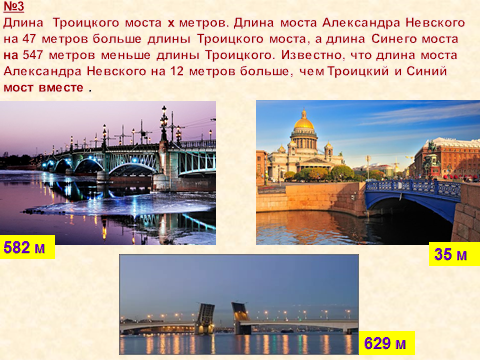 №3
Длина Троицкого моста х метров. Длина моста Александра Невского
на 47 метров больше длины Троицкого моста, а длина Синего моста
на 547 метров меньше длины Троицкого. Известно, что длина моста
Александра Невского на 12 метров больше, чем Троицкий и Синий
мост вместе .
582 м
35 м
629 м